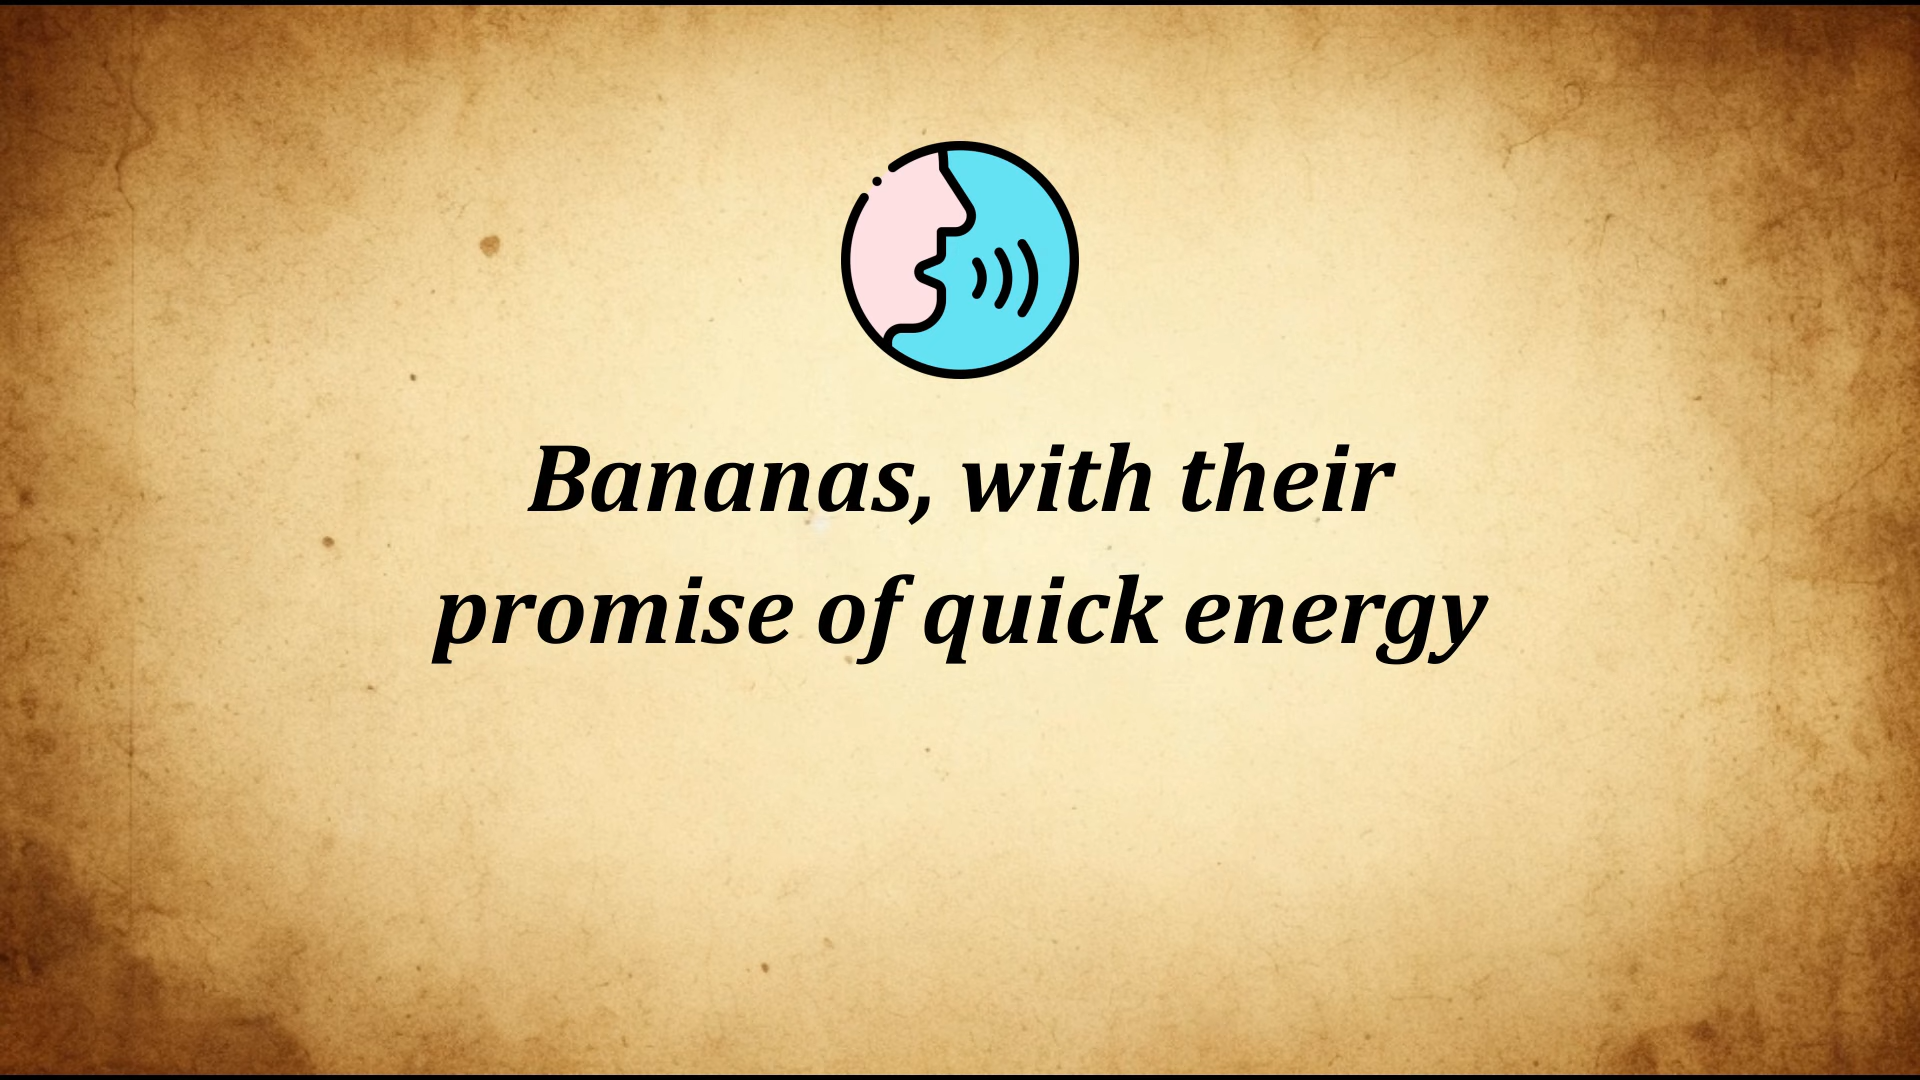 Bananas, with their
promise of quick energy